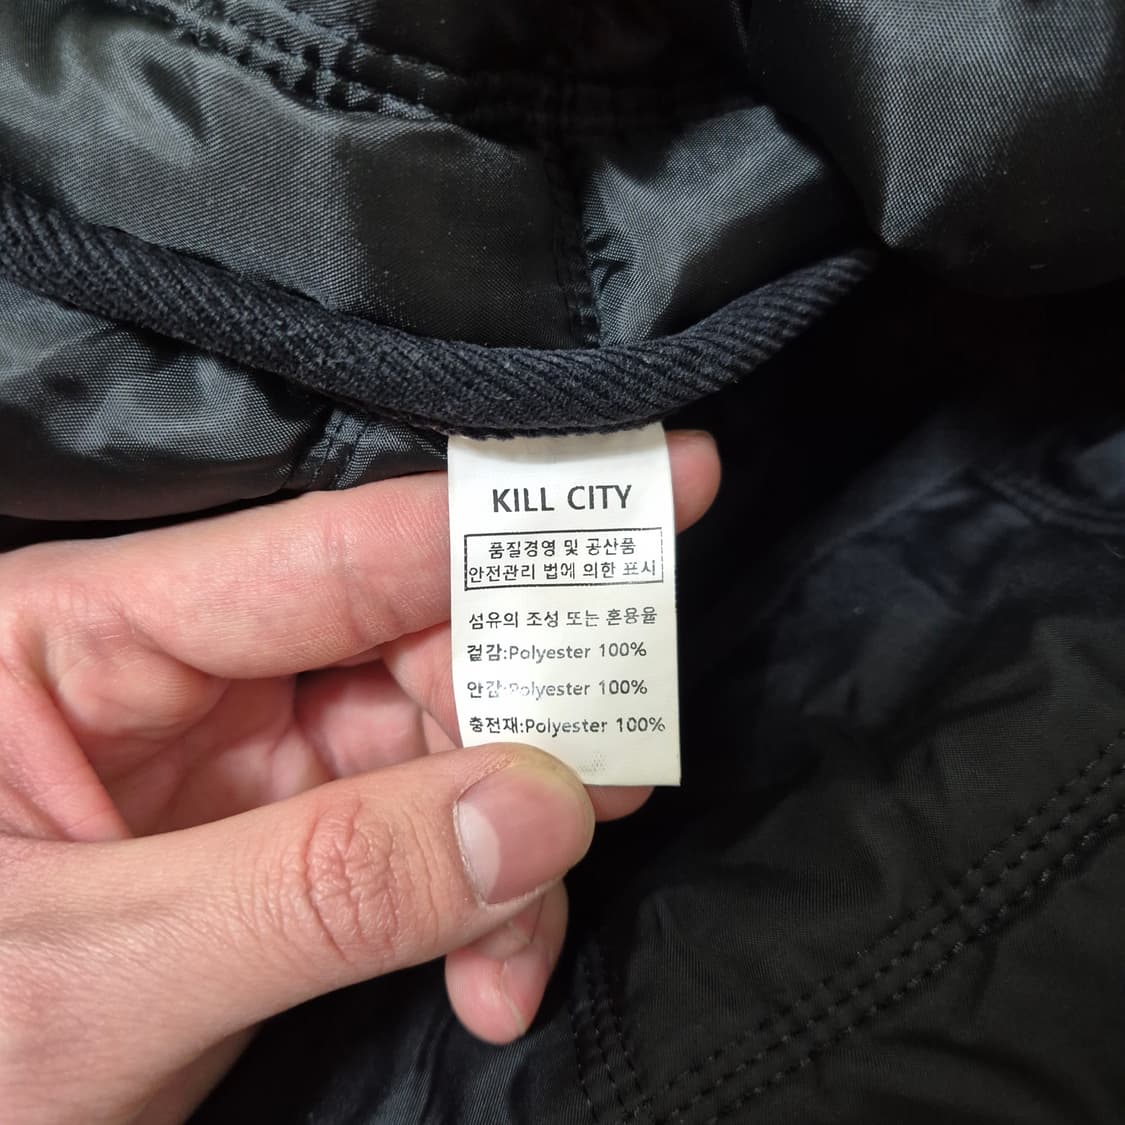 KILL CITY
품질경영 및 공산품
안전관리 법에 의한 표시
섬유의 조성 또는 혼용율
겉감:Polyester 100%
안감:Polyester 100%
충전재:Polyester 100%